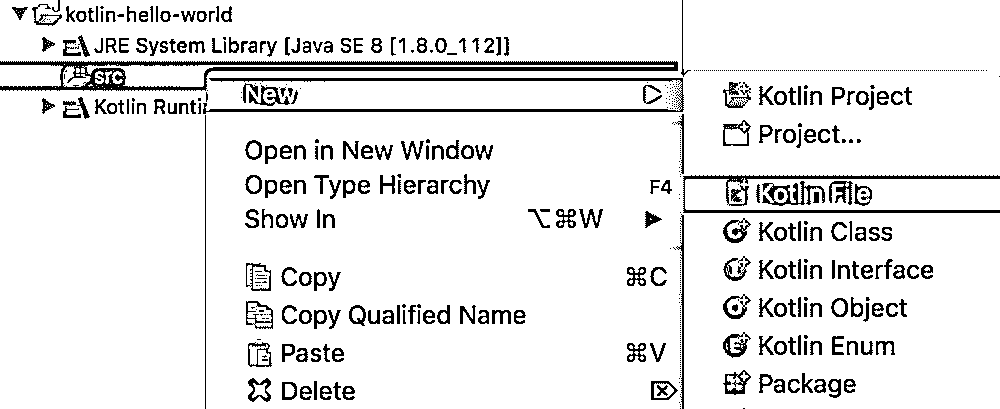 kotlin-hello-world
JRE System Library [Java SE 8 [1.8.0_112]]
src
Kotlin
New
Open in New Window
Open Type Hierarchy F4
Show In ⌥⌘W
Copy ⌘C
Copy Qualified Name
Paste ⌘V
Delete
Kotlin Project
Project...
Kotlin File
Kotlin Class
Kotlin Interface
Kotlin Object
Kotlin Enum
Package